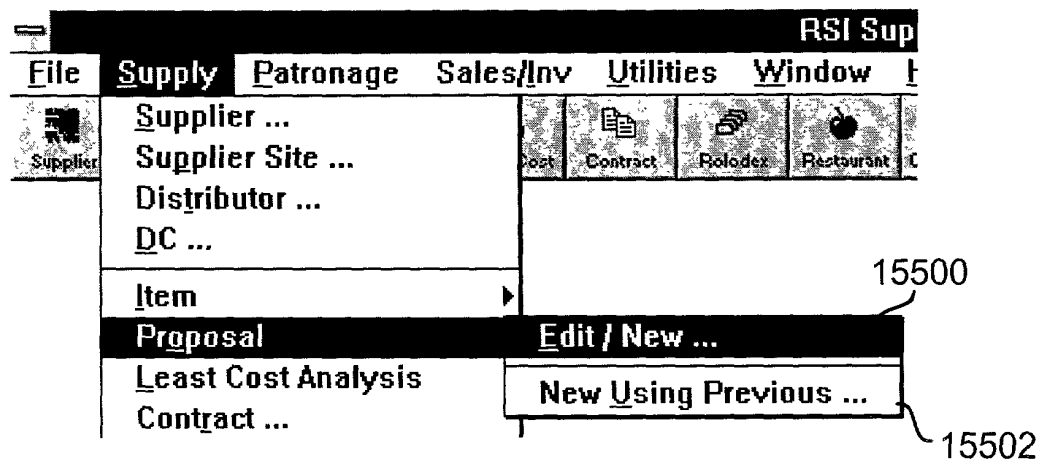 RSI Sup
File Supply Patronage Sales/Inv Utilities Window H
Supplier Cost Contract Rolodex Restaurant
Supplier ...
Supplier Site ...
Distributor ...
DC ...
Item
Proposal
Least Cost Analysis
Contract ...
15500
Edit / New ...
New Using Previous ...
15502